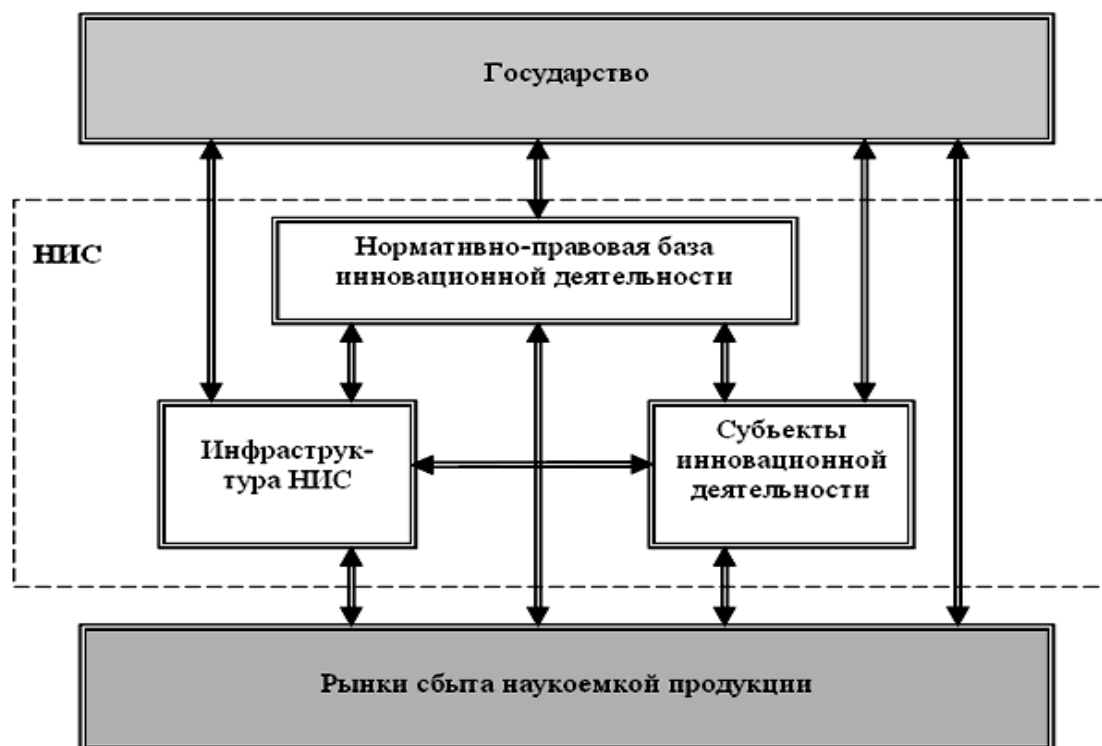 Государство
НИС
Нормативно-правовая база
инновационной деятельности
Инфраструк-
тура НИС
Субъекты
инновационной
деятельности
Рынки сбыта наукоемкой продукции